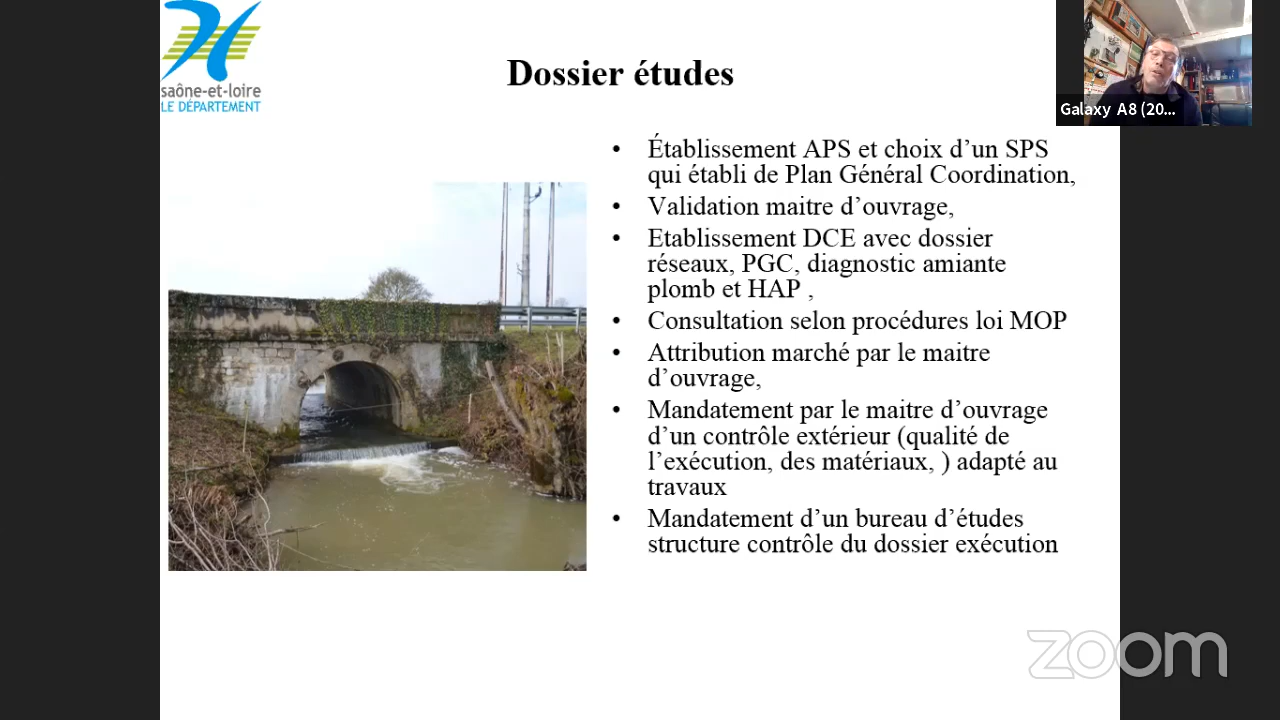 saône-et-loire
LE DÉPARTEMENT
Dossier études
Galaxy A8 (20...
• Établissement APS et choix d’un SPS
qui établi de Plan Général Coordination,
• Validation maitre d’ouvrage,
• Etablissement DCE avec dossier
réseaux, PGC, diagnostic amiante
plomb et HAP ,
• Consultation selon procédures loi MOP
• Attribution marché par le maitre
d’ouvrage,
• Mandatement par le maitre d’ouvrage
d’un contrôle extérieur (qualité de
l’exécution, des matériaux, ) adapté au
travaux
• Mandatement d’un bureau d’études
structure contrôle du dossier exécution
zoom